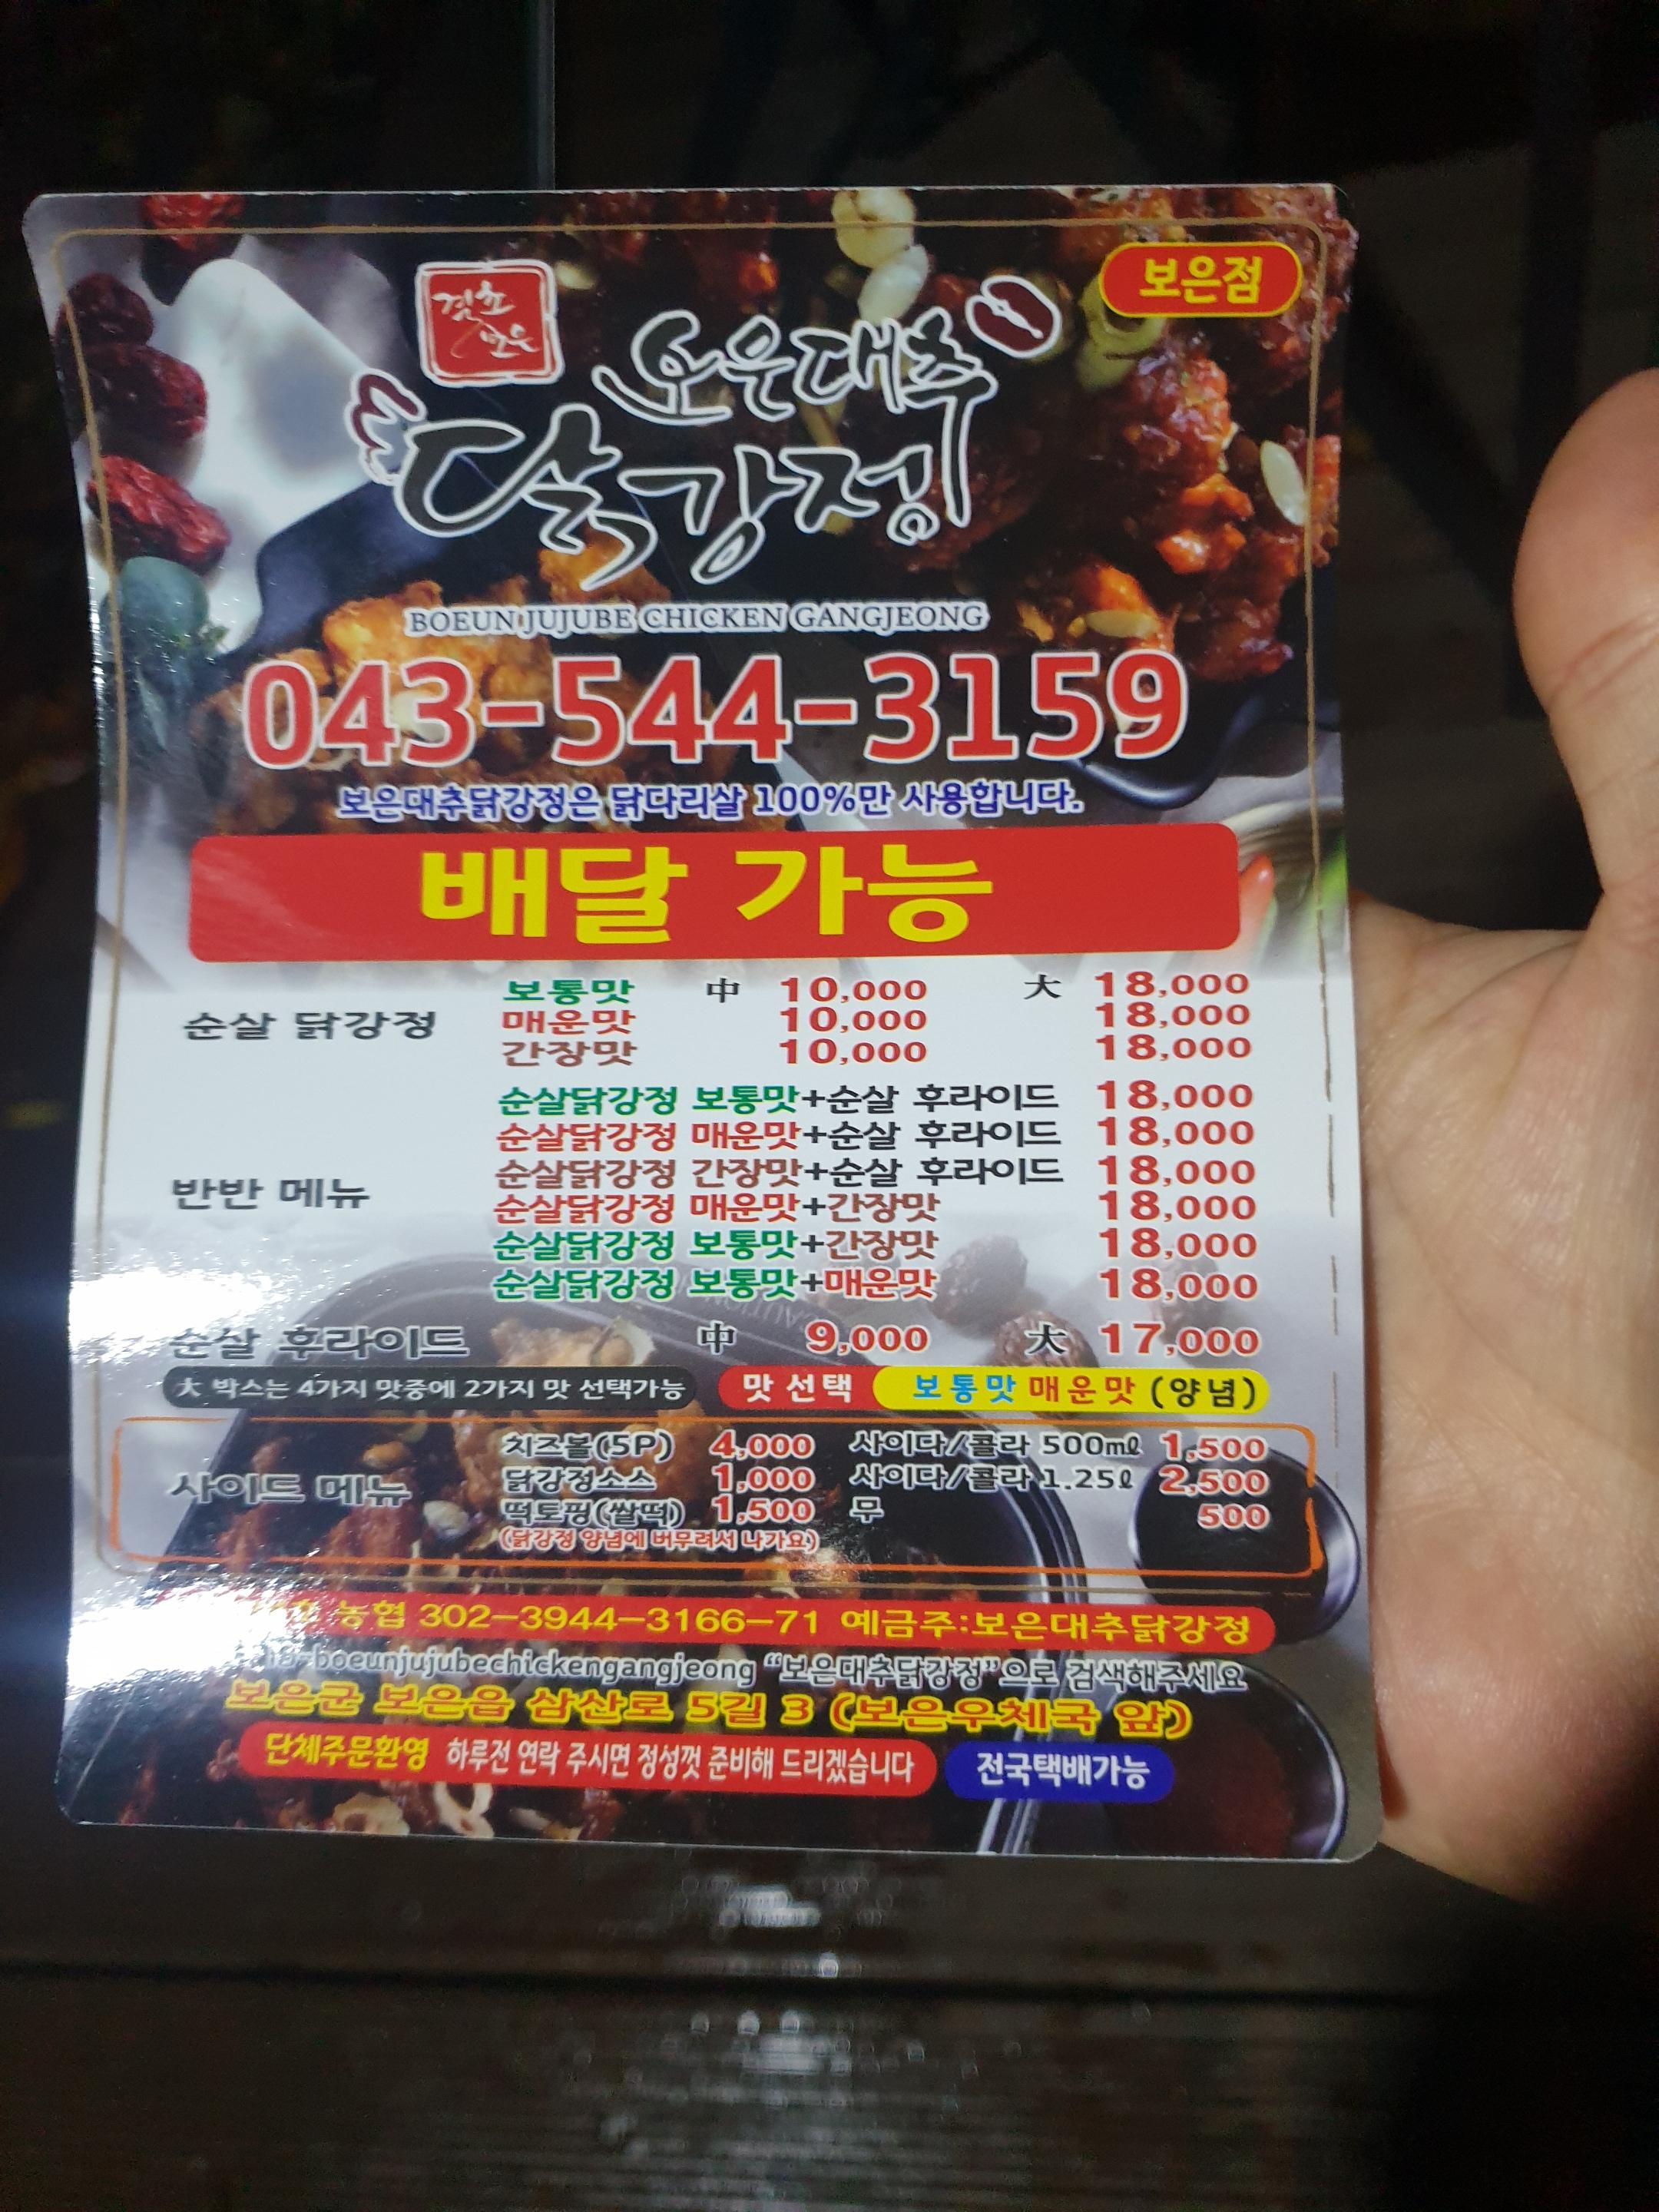 보은점
결초
보은
보은대추
닭강정
BOEUN JUJUBE CHICKEN GANGJEONG
043-544-3159
보은대추닭강정은 닭다리살 100%만 사용합니다.
배달 가능
순살 닭강정
보통맛 中 10,000 大 18,000
매운맛 10,000 18,000
간장맛 10,000 18,000
반반 메뉴
순살닭강정 보통맛+순살 후라이드 18,000
순살닭강정 매운맛+순살 후라이드 18,000
순살닭강정 간장맛+순살 후라이드 18,000
순살닭강정 매운맛+간장맛 18,000
순살닭강정 보통맛+간장맛 18,000
순살닭강정 보통맛+매운맛 18,000
순살 후라이드 中 9,000 大 17,000
大 박스는 4가지 맛중에 2가지 맛 선택가능 맛 선택 보통맛 매운맛 (양념)
사이드 메뉴
치즈볼(5P) 4,000 사이다/콜라 500㎖ 1,500
닭강정소스 1,000 사이다/콜라 1.25ℓ 2,500
떡토핑(쌀떡) 1,500 무 500
(닭강정 양념에 버무려서 나가요)
농협 302-3944-3166-71 예금주:보은대추닭강정
boeunjujubechickengangjeong "보은대추닭강정"으로 검색해주세요
보은군 보은읍 삼산로 5길 3 (보은우체국 앞)
단체주문환영 하루전 연락 주시면 정성껏 준비해 드리겠습니다 전국택배가능